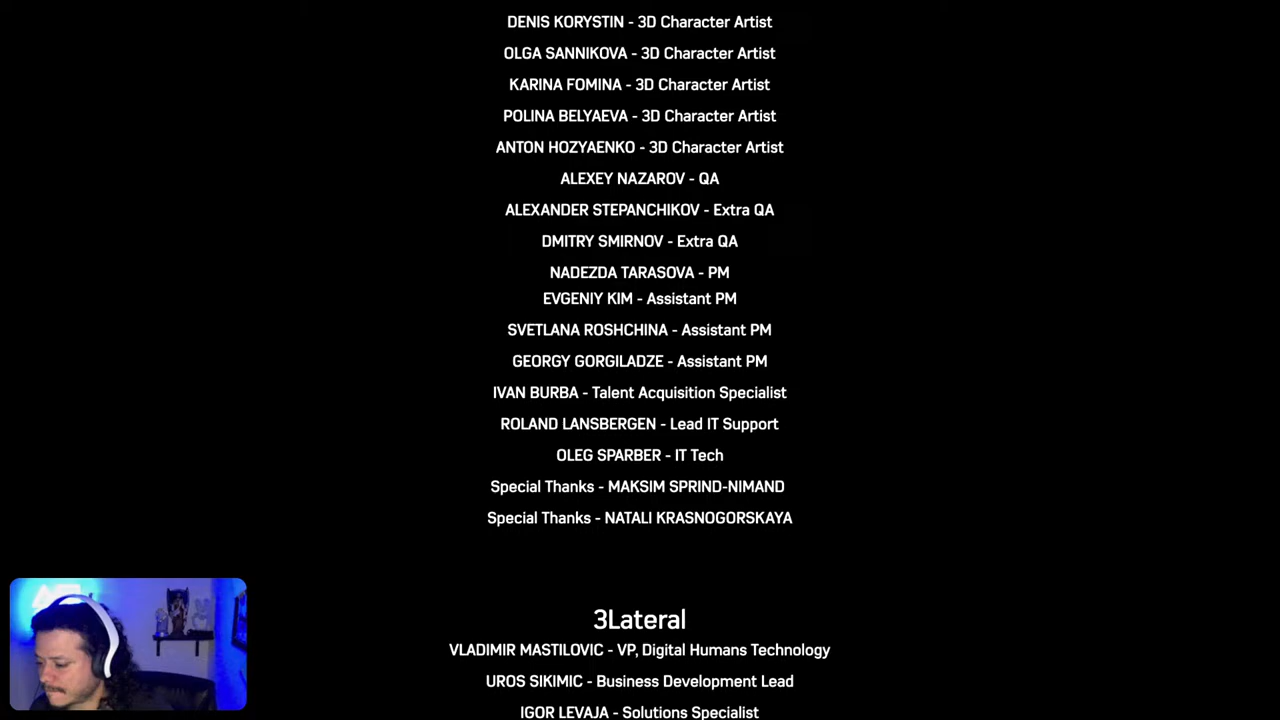 DENIS KORYSTIN - 3D Character Artist
OLGA SANNIKOVA - 3D Character Artist
KARINA FOMINA - 3D Character Artist
POLINA BELYAEVA - 3D Character Artist
ANTON HOZYAENKO - 3D Character Artist
ALEXEY NAZAROV - QA
ALEXANDER STEPANCHIKOV - Extra QA
DMITRY SMIRNOV - Extra QA
NADEZDA TARASOVA - PM
EVGENIY KIM - Assistant PM
SVETLANA ROSHCHINA - Assistant PM
GEORGY GORGILADZE - Assistant PM
IVAN BURBA - Talent Acquisition Specialist
ROLAND LANSBERGEN - Lead IT Support
OLEG SPARBER - IT Tech
Special Thanks - MAKSIM SPRIND-NIMAND
Special Thanks - NATALI KRASNOGORSKAYA
3Lateral
VLADIMIR MASTILOVIC - VP, Digital Humans Technology
UROS SIKIMIC - Business Development Lead
IGOR LEVAJA - Solutions Specialist